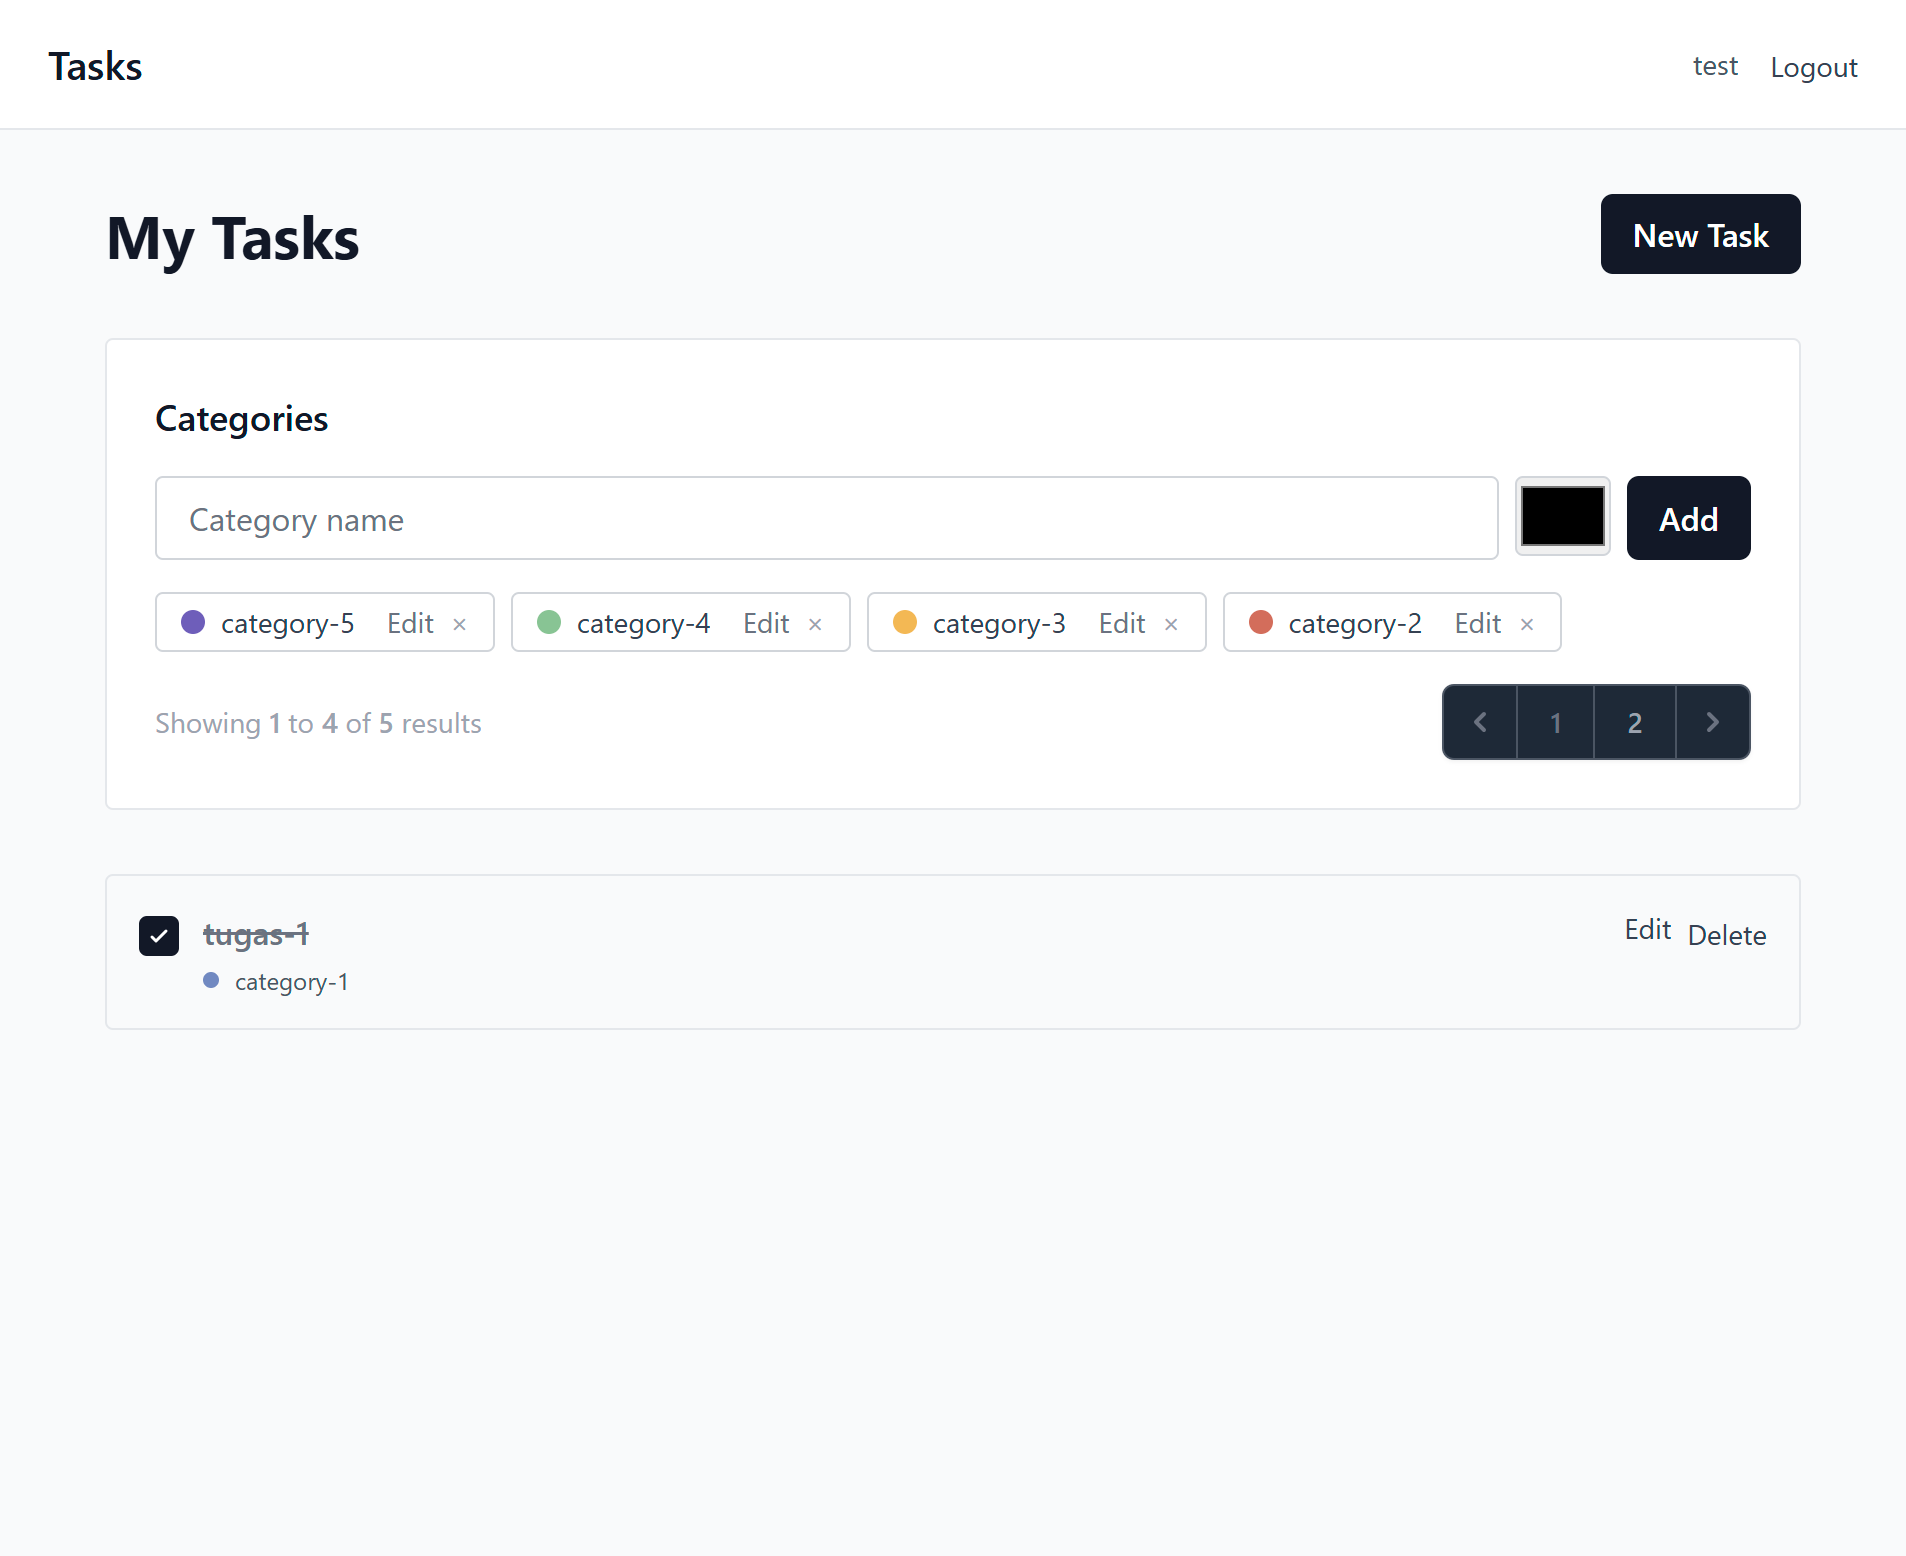 Tasks
test Logout
My Tasks
New Task
Categories
Category name
Add
category-5 Edit × category-4 Edit × category-3 Edit × category-2 Edit ×
Showing 1 to 4 of 5 results
1 2
tugas-1
Edit Delete
category-1